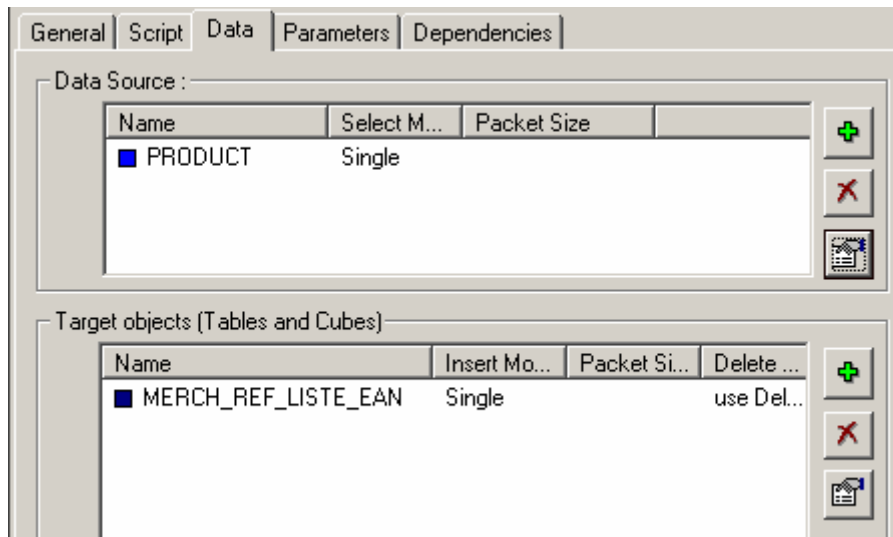 General Script Data Parameters Dependencies
Data Source :
Name Select M... Packet Size
PRODUCT Single
Target objects (Tables and Cubes)
Name Insert Mo... Packet Si... Delete ...
MERCH_REF_LISTE_EAN Single use Del...